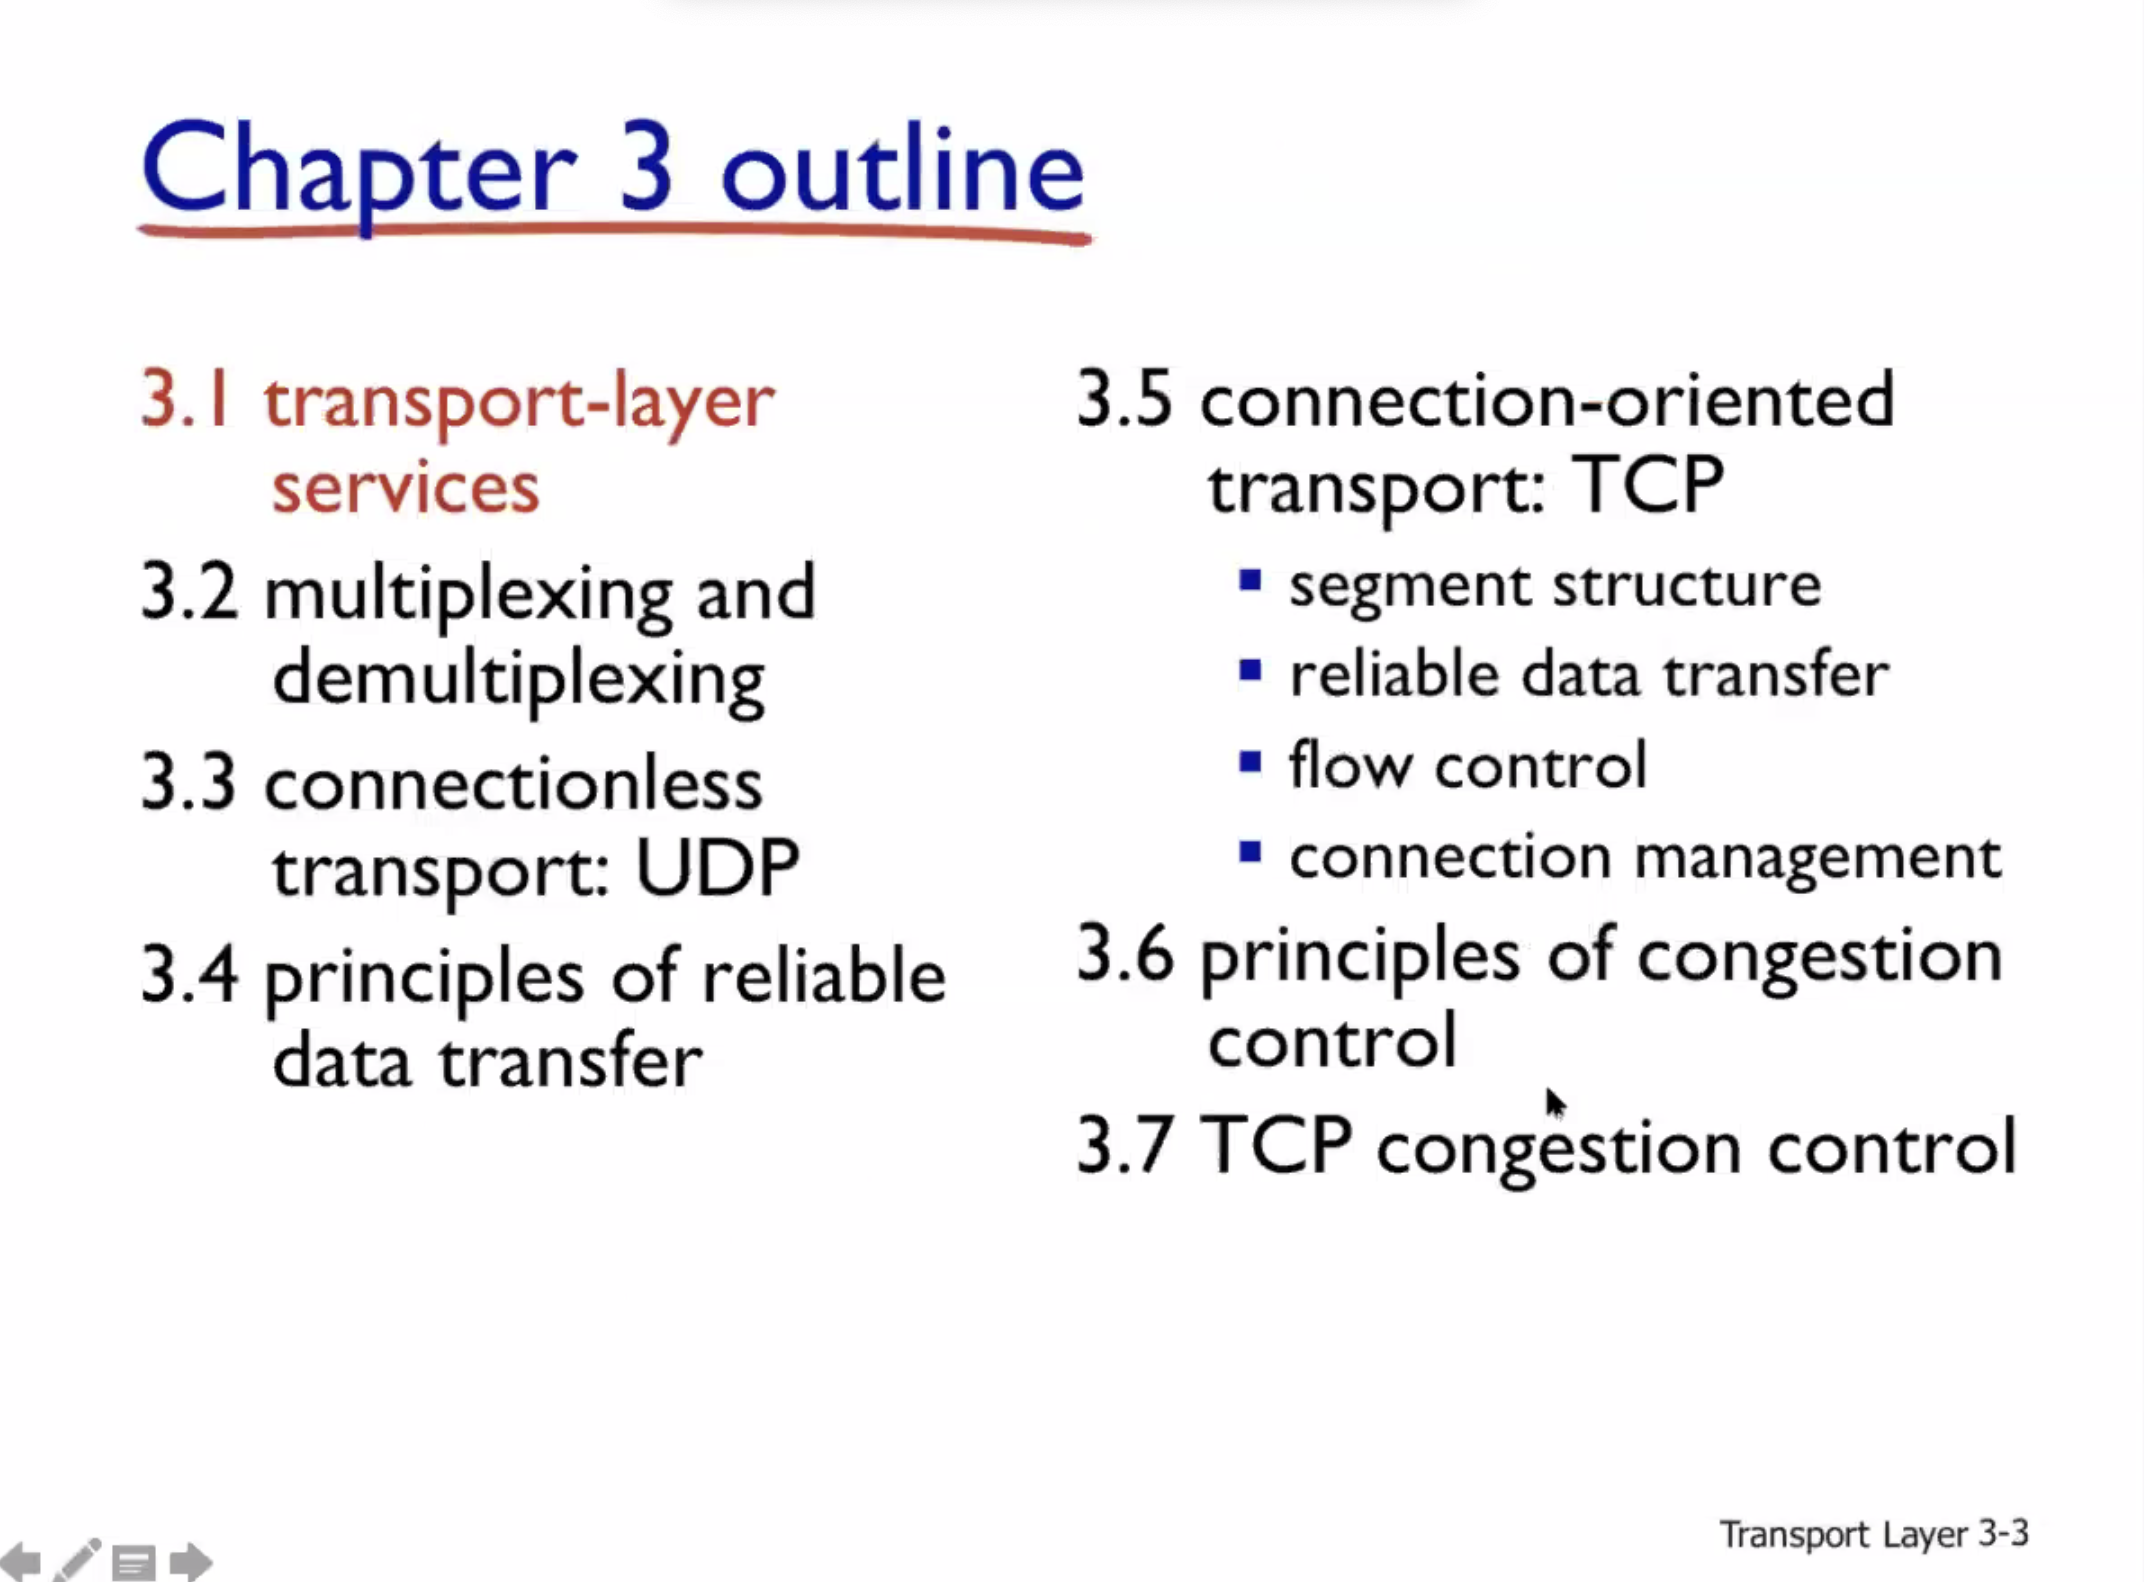 Chapter 3 outline
3.1 transport-layer
services
3.2 multiplexing and
demultiplexing
3.3 connectionless
transport: UDP
3.4 principles of reliable
data transfer
3.5 connection-oriented
transport: TCP
▪ segment structure
▪ reliable data transfer
▪ flow control
▪ connection management
3.6 principles of congestion
control
3.7 TCP congestion control
Transport Layer 3-3